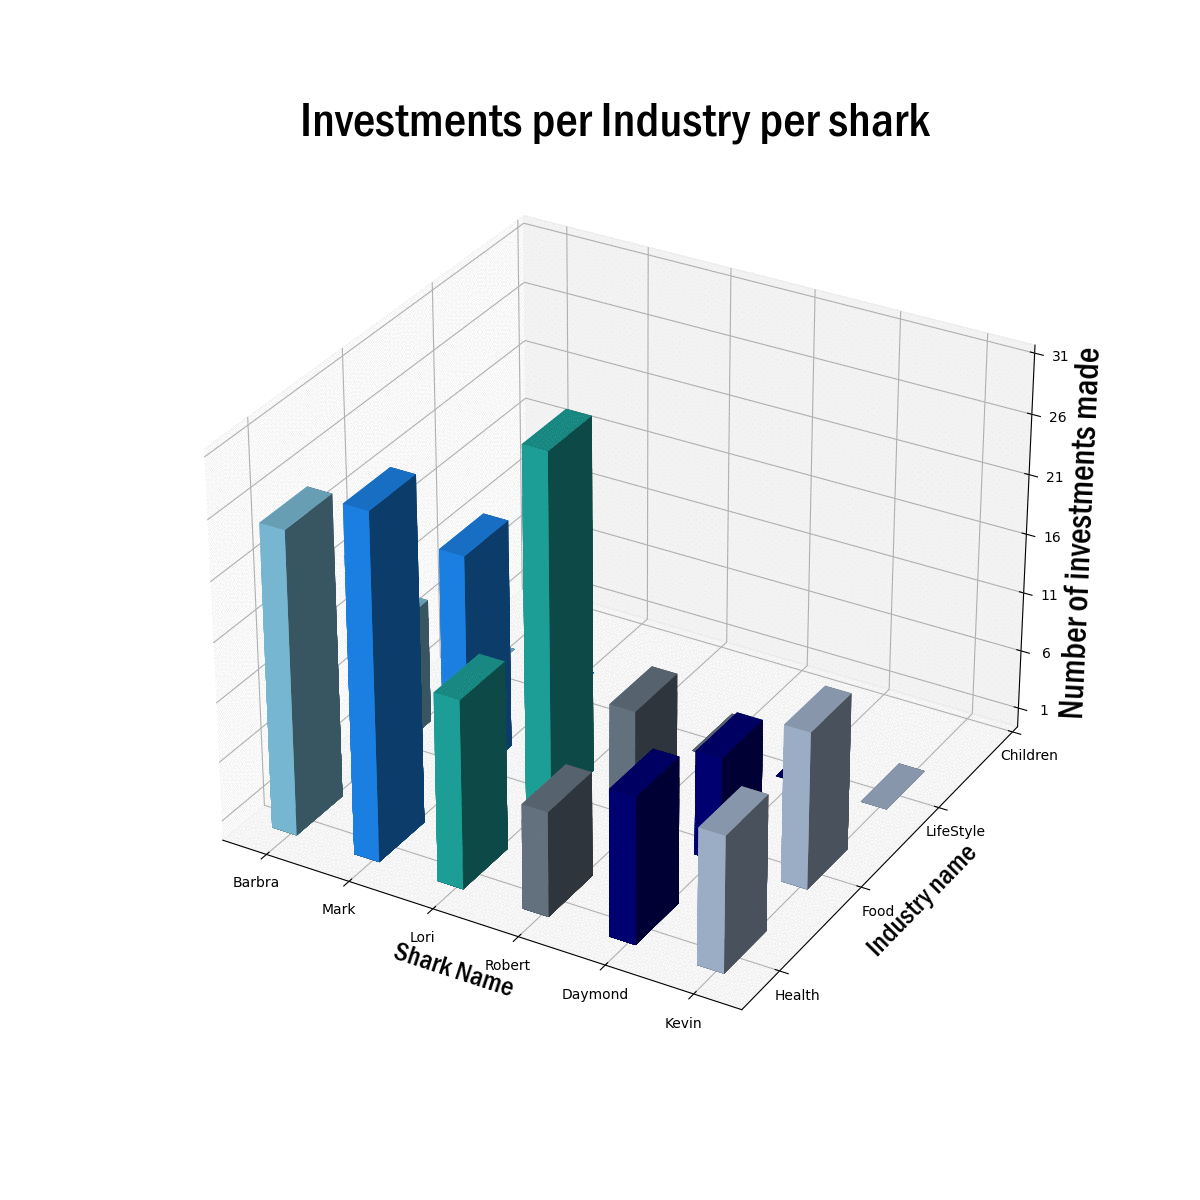 Investments per Industry per shark
31
26
21
16
11
6
1
Number of investments made
Children
LifeStyle
Food
Health
Industry name
Barbra
Mark
Lori
Robert
Daymond
Kevin
Shark Name